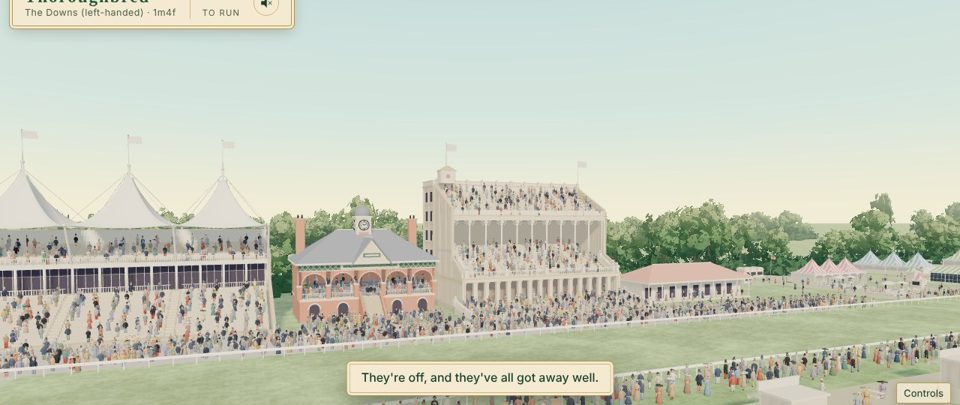 Thoroughbred
The Downs (left-handed) · 1m4f
TO RUN
They're off, and they've all got away well.
Controls